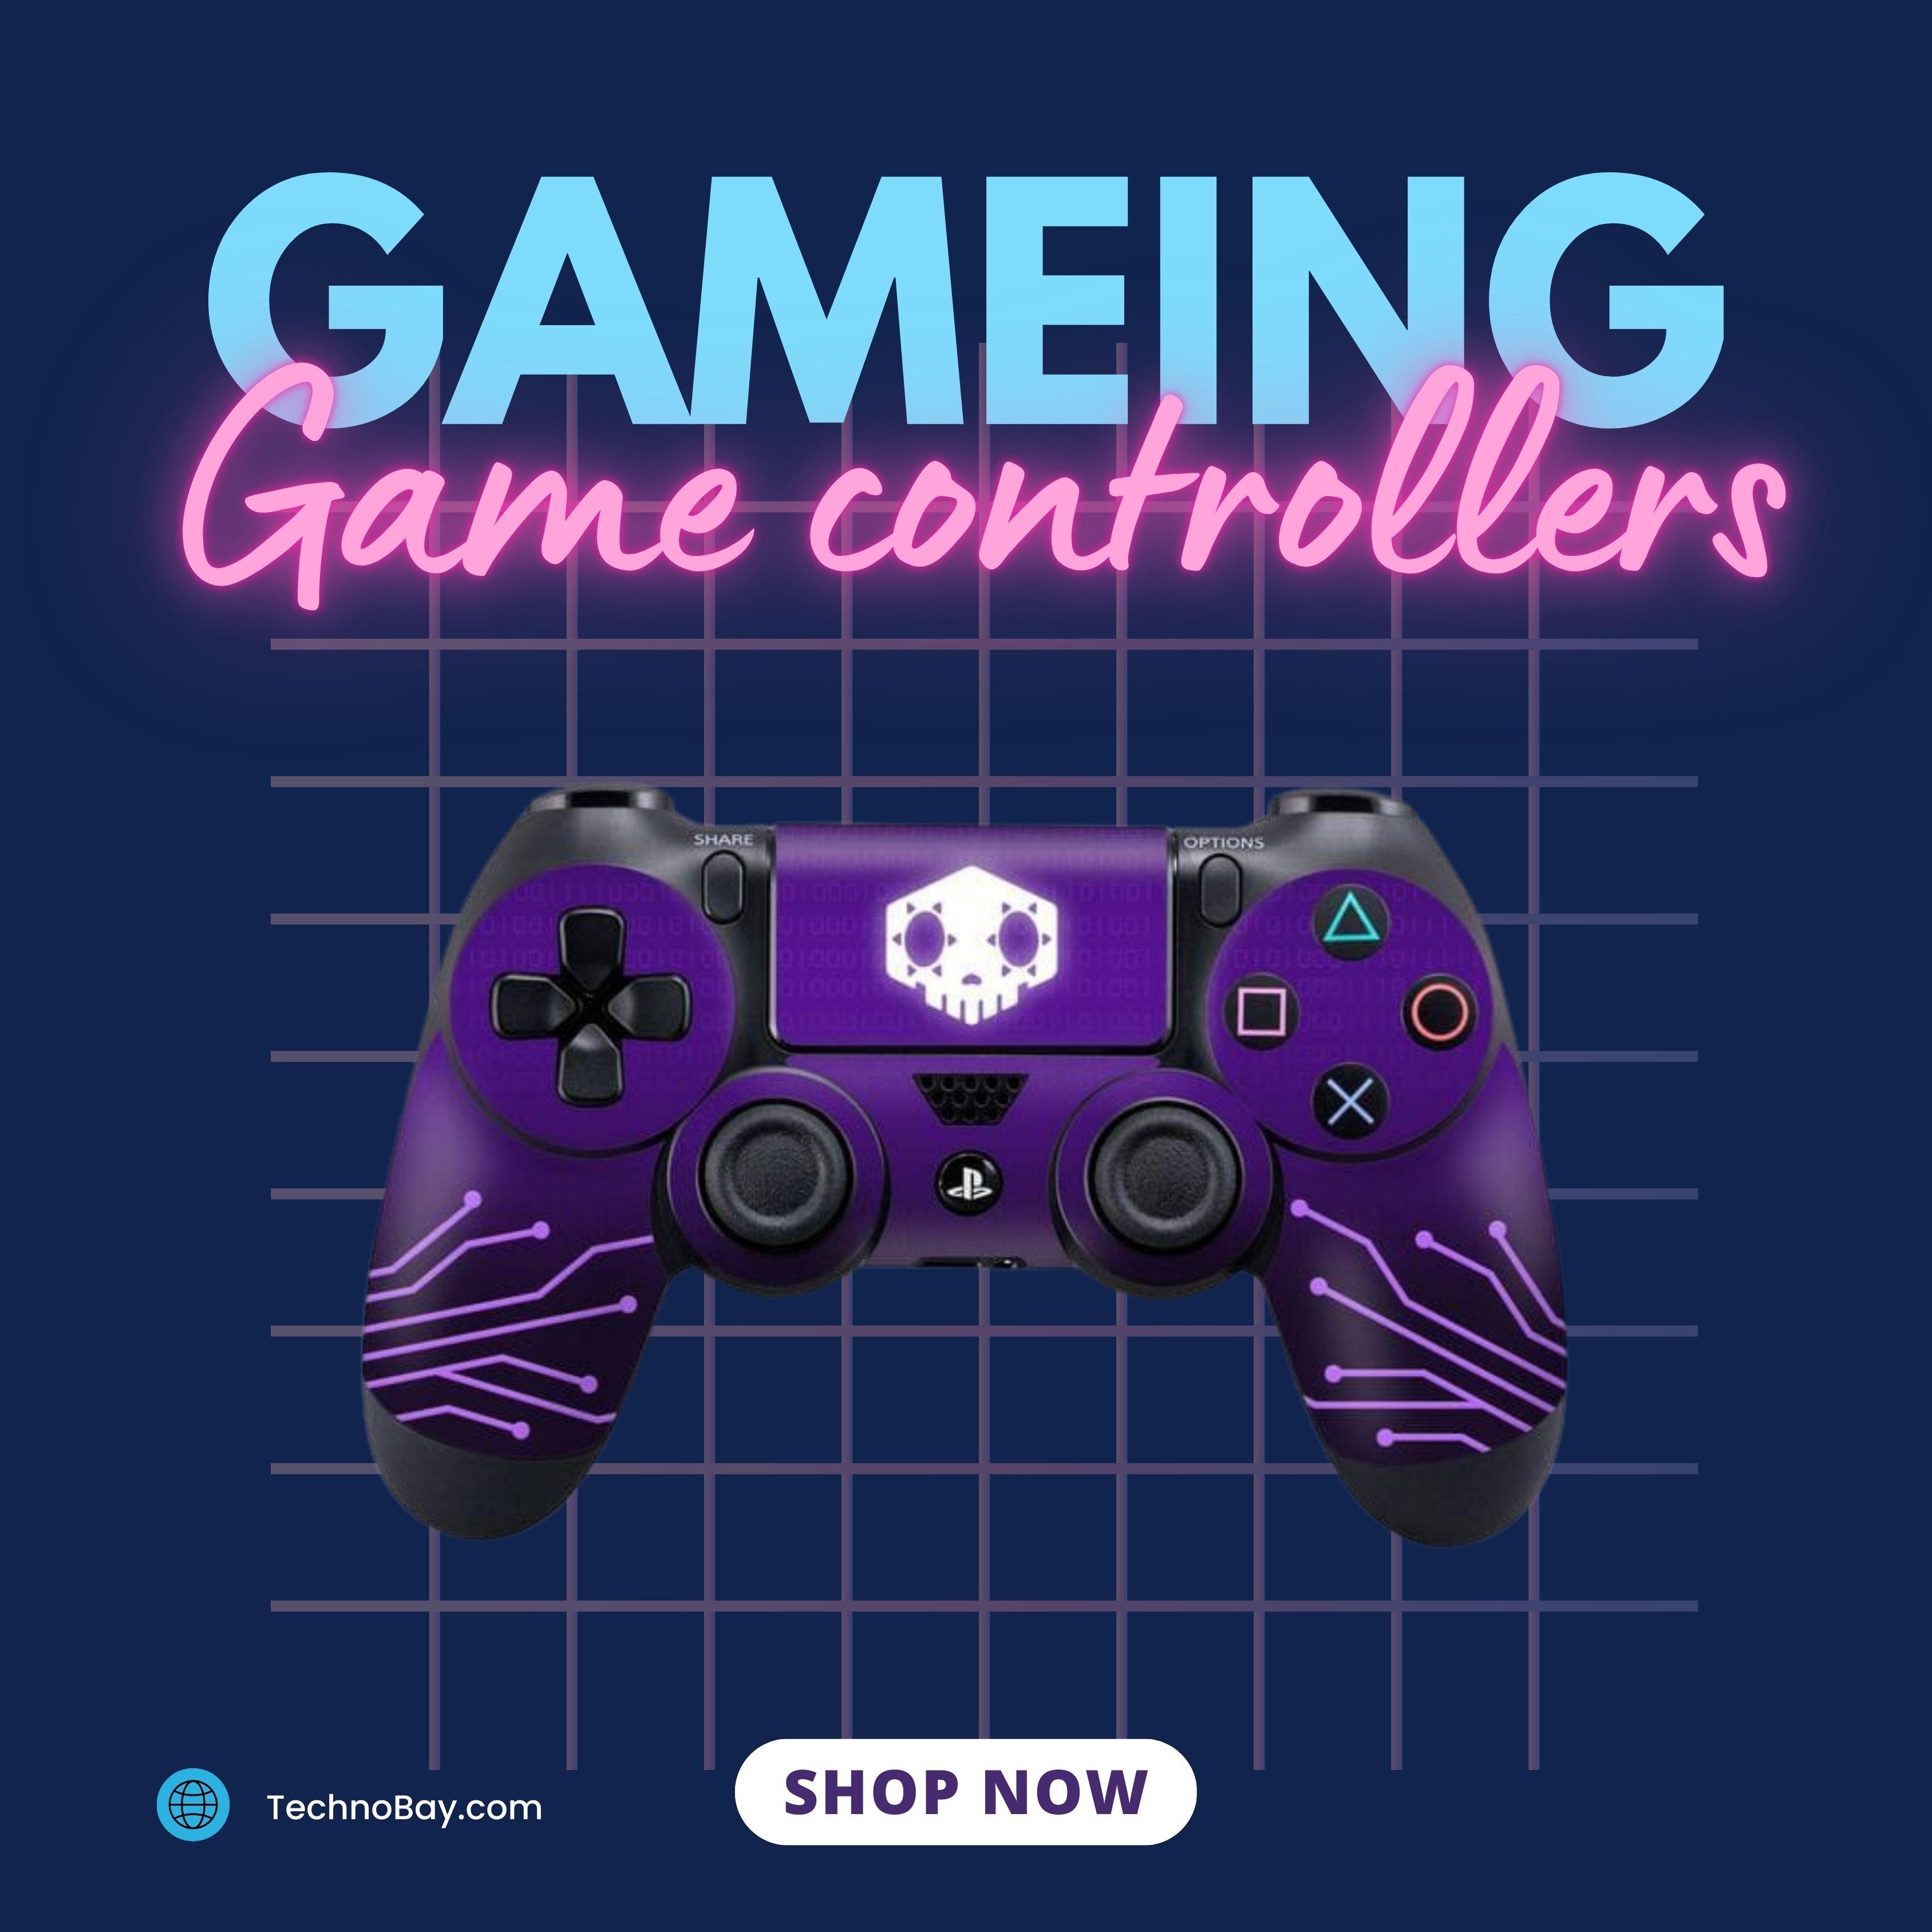 GAMEING
Game controllers
SHARE
OPTIONS
TechnoBay.com
SHOP NOW